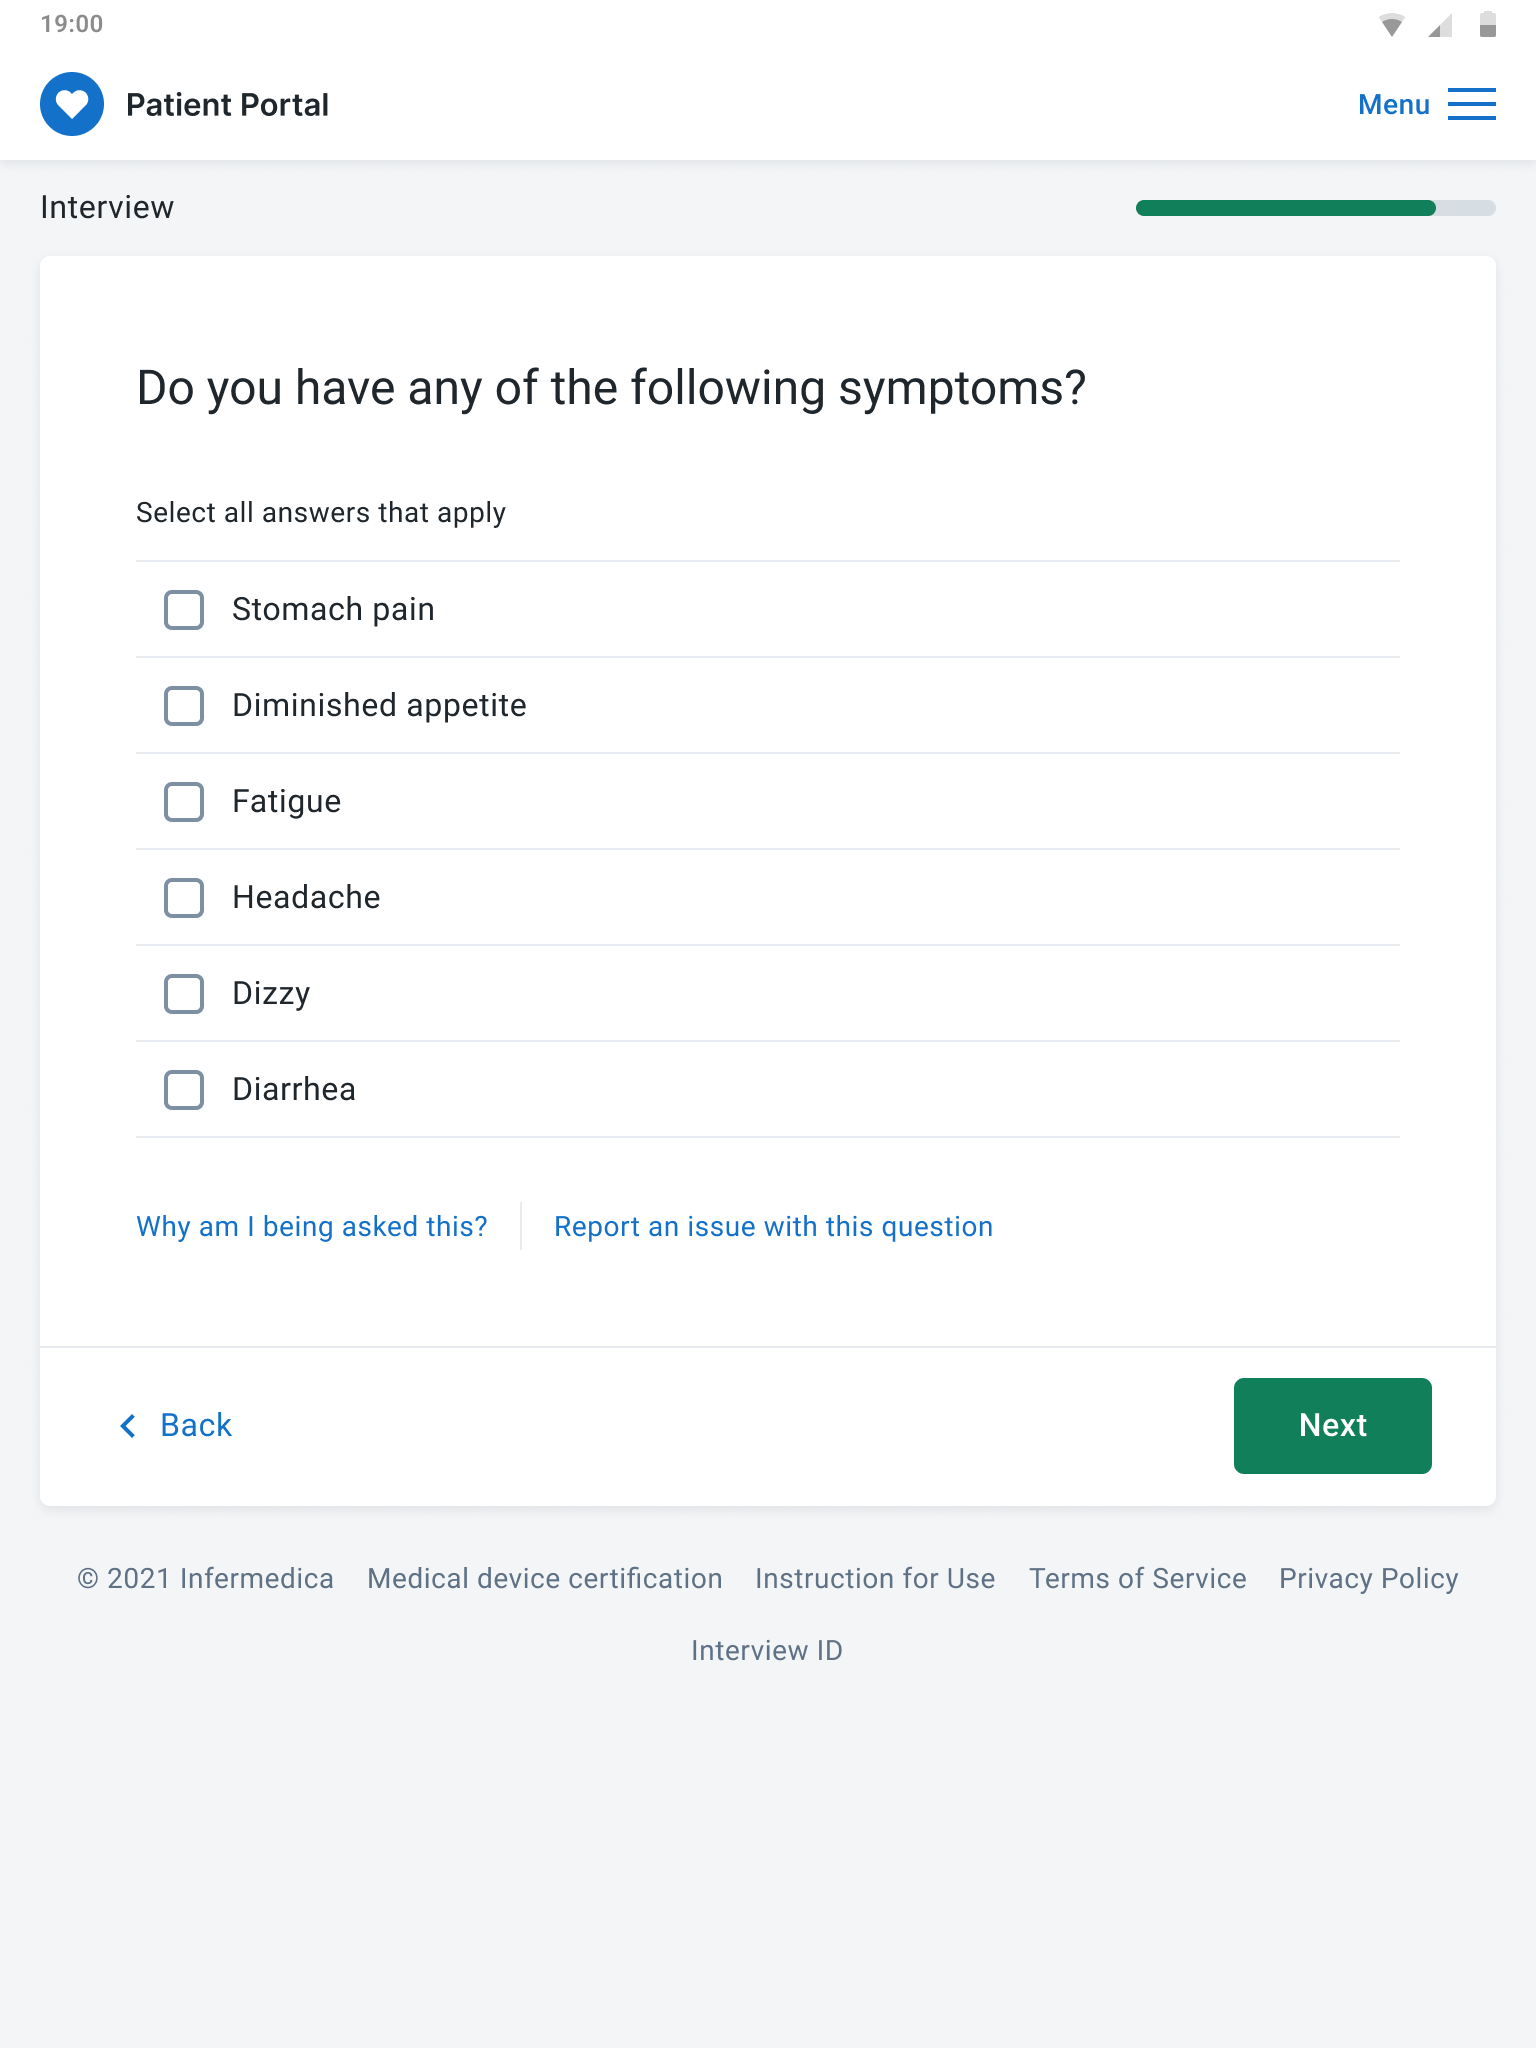 19:00
Patient Portal
Menu
Interview
Do you have any of the following symptoms?
Select all answers that apply
Stomach pain
Diminished appetite
Fatigue
Headache
Dizzy
Diarrhea
Why am I being asked this?
Report an issue with this question
Back
Next
© 2021 Infermedica Medical device certification Instruction for Use Terms of Service Privacy Policy
Interview ID